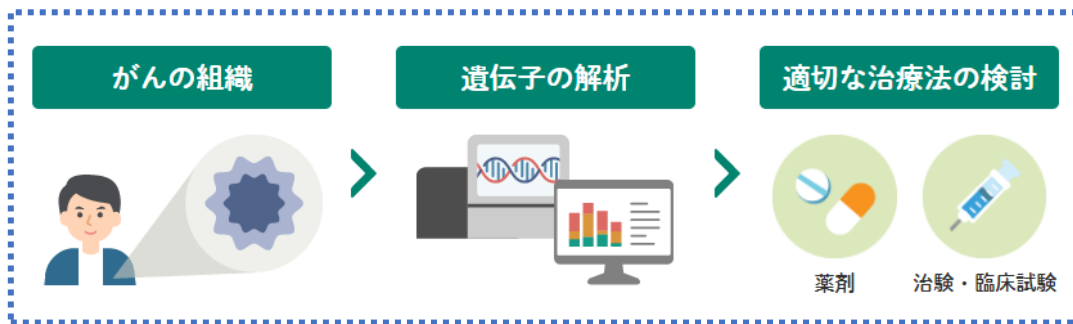 がんの組織
遺伝子の解析
適切な治療法の検討
薬剤
治験・臨床試験